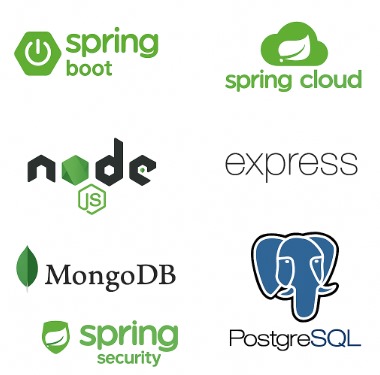 spring
boot
spring cloud
node
JS
express
MongoDB
PostgreSQL
spring
security